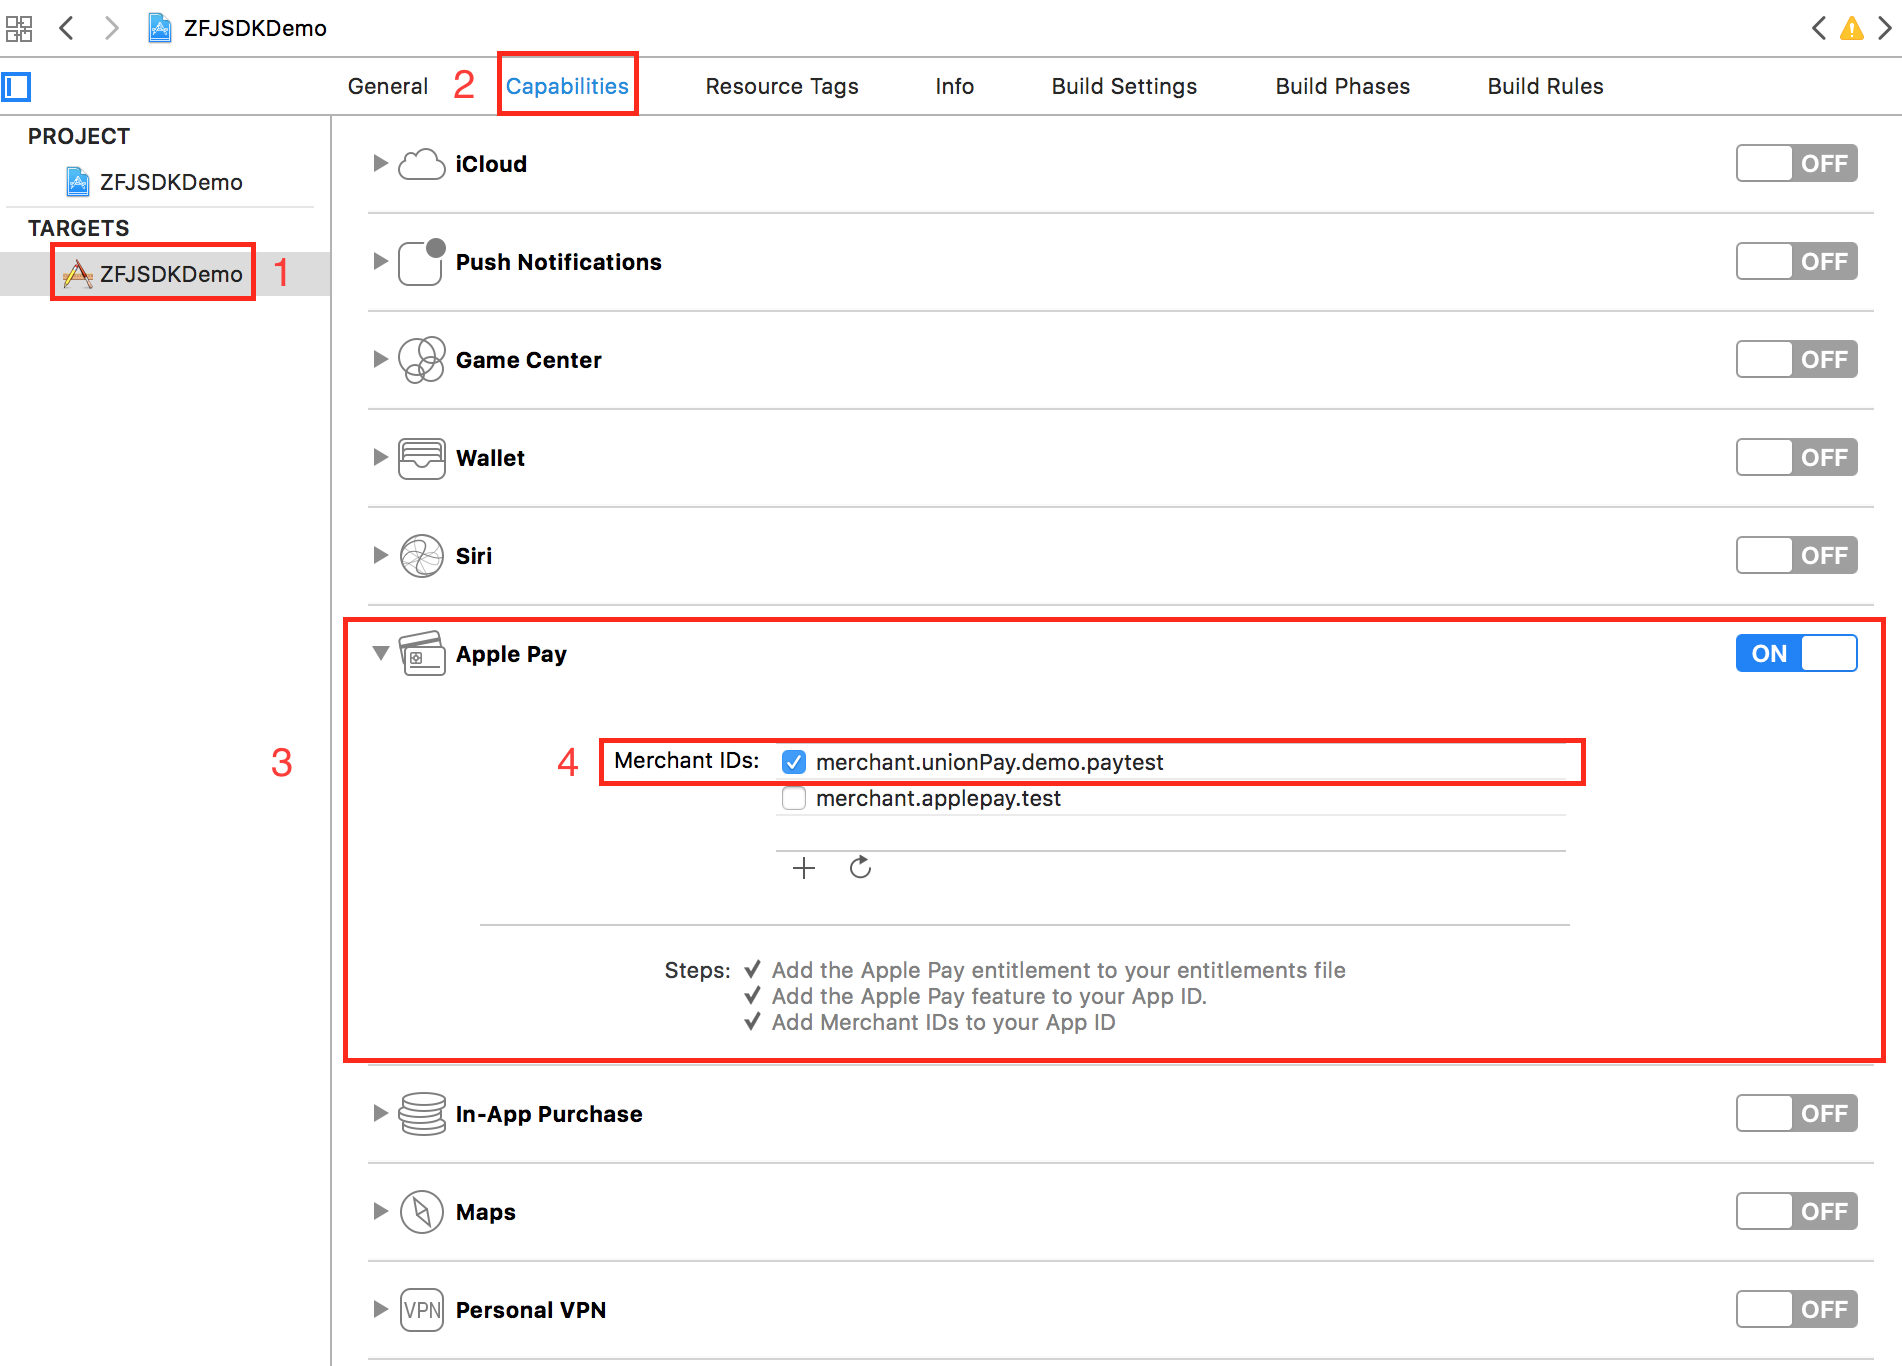 ZFJSDKDemo
General 2 Capabilities Resource Tags Info Build Settings Build Phases Build Rules
PROJECT
ZFJSDKDemo
TARGETS
ZFJSDKDemo 1
iCloud OFF
Push Notifications OFF
Game Center OFF
Wallet OFF
Siri OFF
Apple Pay ON
3
4 Merchant IDs: merchant.unionPay.demo.paytest
merchant.applepay.test
Steps: ✓ Add the Apple Pay entitlement to your entitlements file
✓ Add the Apple Pay feature to your App ID.
✓ Add Merchant IDs to your App ID
In-App Purchase OFF
Maps OFF
VPN Personal VPN OFF